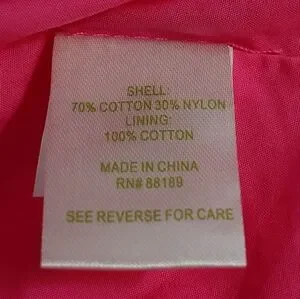 SHELL:
70% COTTON 30% NYLON
LINING:
100% COTTON
MADE IN CHINA
RN# 88189
SEE REVERSE FOR CARE